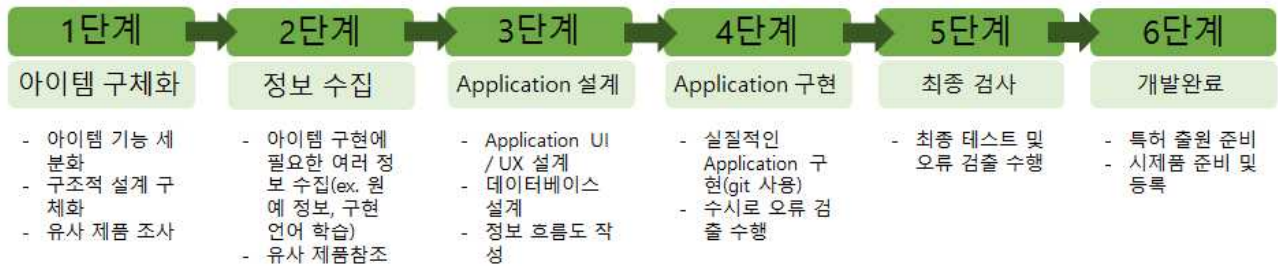 1단계
아이템 구체화
- 아이템 기능 세
분화
- 구조적 설계 구
체화
- 유사 제품 조사
2단계
정보 수집
- 아이템 구현에
필요한 여러 정
보 수집(ex. 원
예 정보, 구현
언어 학습)
- 유사 제품참조
3단계
Application 설계
- Application UI
/ UX 설계
- 데이터베이스
설계
- 정보 흐름도 작
성
4단계
Application 구현
- 실질적인
Application 구
현(git 사용)
- 수시로 오류 검
출 수행
5단계
최종 검사
- 최종 테스트 및
오류 검출 수행
6단계
개발완료
- 특허 출원 준비
- 시제품 준비 및
등록